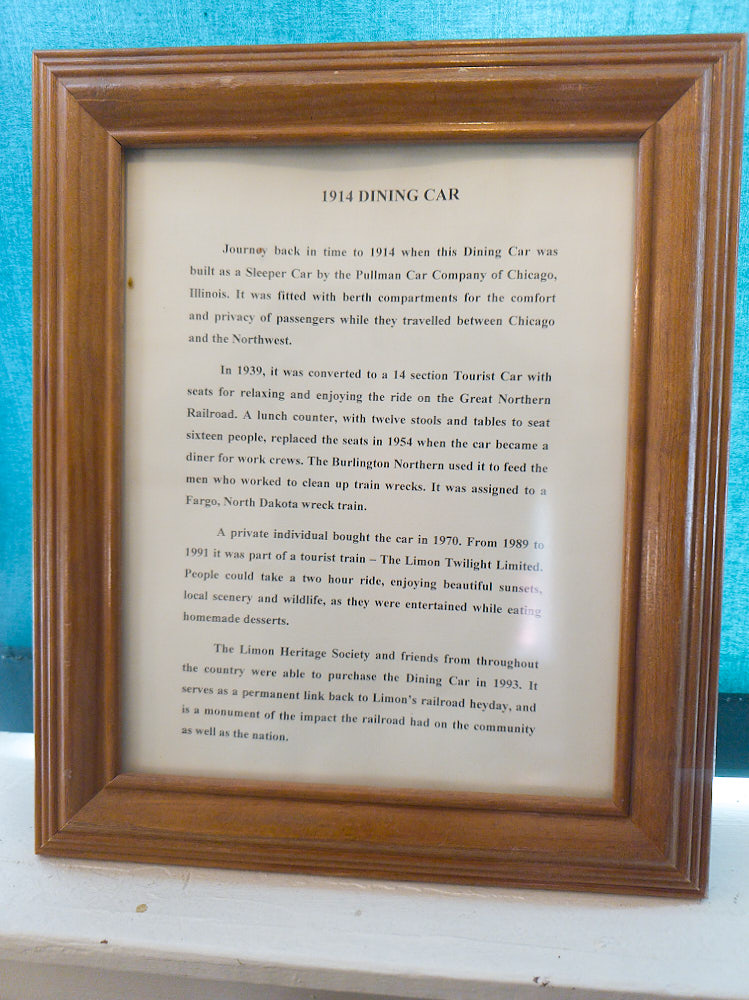 1914 DINING CAR
Journey back in time to 1914 when this Dining Car was
built as a Sleeper Car by the Pullman Car Company of Chicago,
Illinois. It was fitted with berth compartments for the comfort
and privacy of passengers while they travelled between Chicago
and the Northwest.
In 1939, it was converted to a 14 section Tourist Car with
seats for relaxing and enjoying the ride on the Great Northern
Railroad. A lunch counter, with twelve stools and tables to seat
sixteen people, replaced the seats in 1954 when the car became a
diner for work crews. The Burlington Northern used it to feed the
men who worked to clean up train wrecks. It was assigned to a
Fargo, North Dakota wreck train.
A private individual bought the car in 1970. From 1989 to
1991 it was part of a tourist train – The Limon Twilight Limited.
People could take a two hour ride, enjoying beautiful sunsets,
local scenery and wildlife, as they were entertained while eating
homemade desserts.
The Limon Heritage Society and friends from throughout
the country were able to purchase the Dining Car in 1993. It
serves as a permanent link back to Limon's railroad heyday, and
is a monument of the impact the railroad had on the community
as well as the nation.